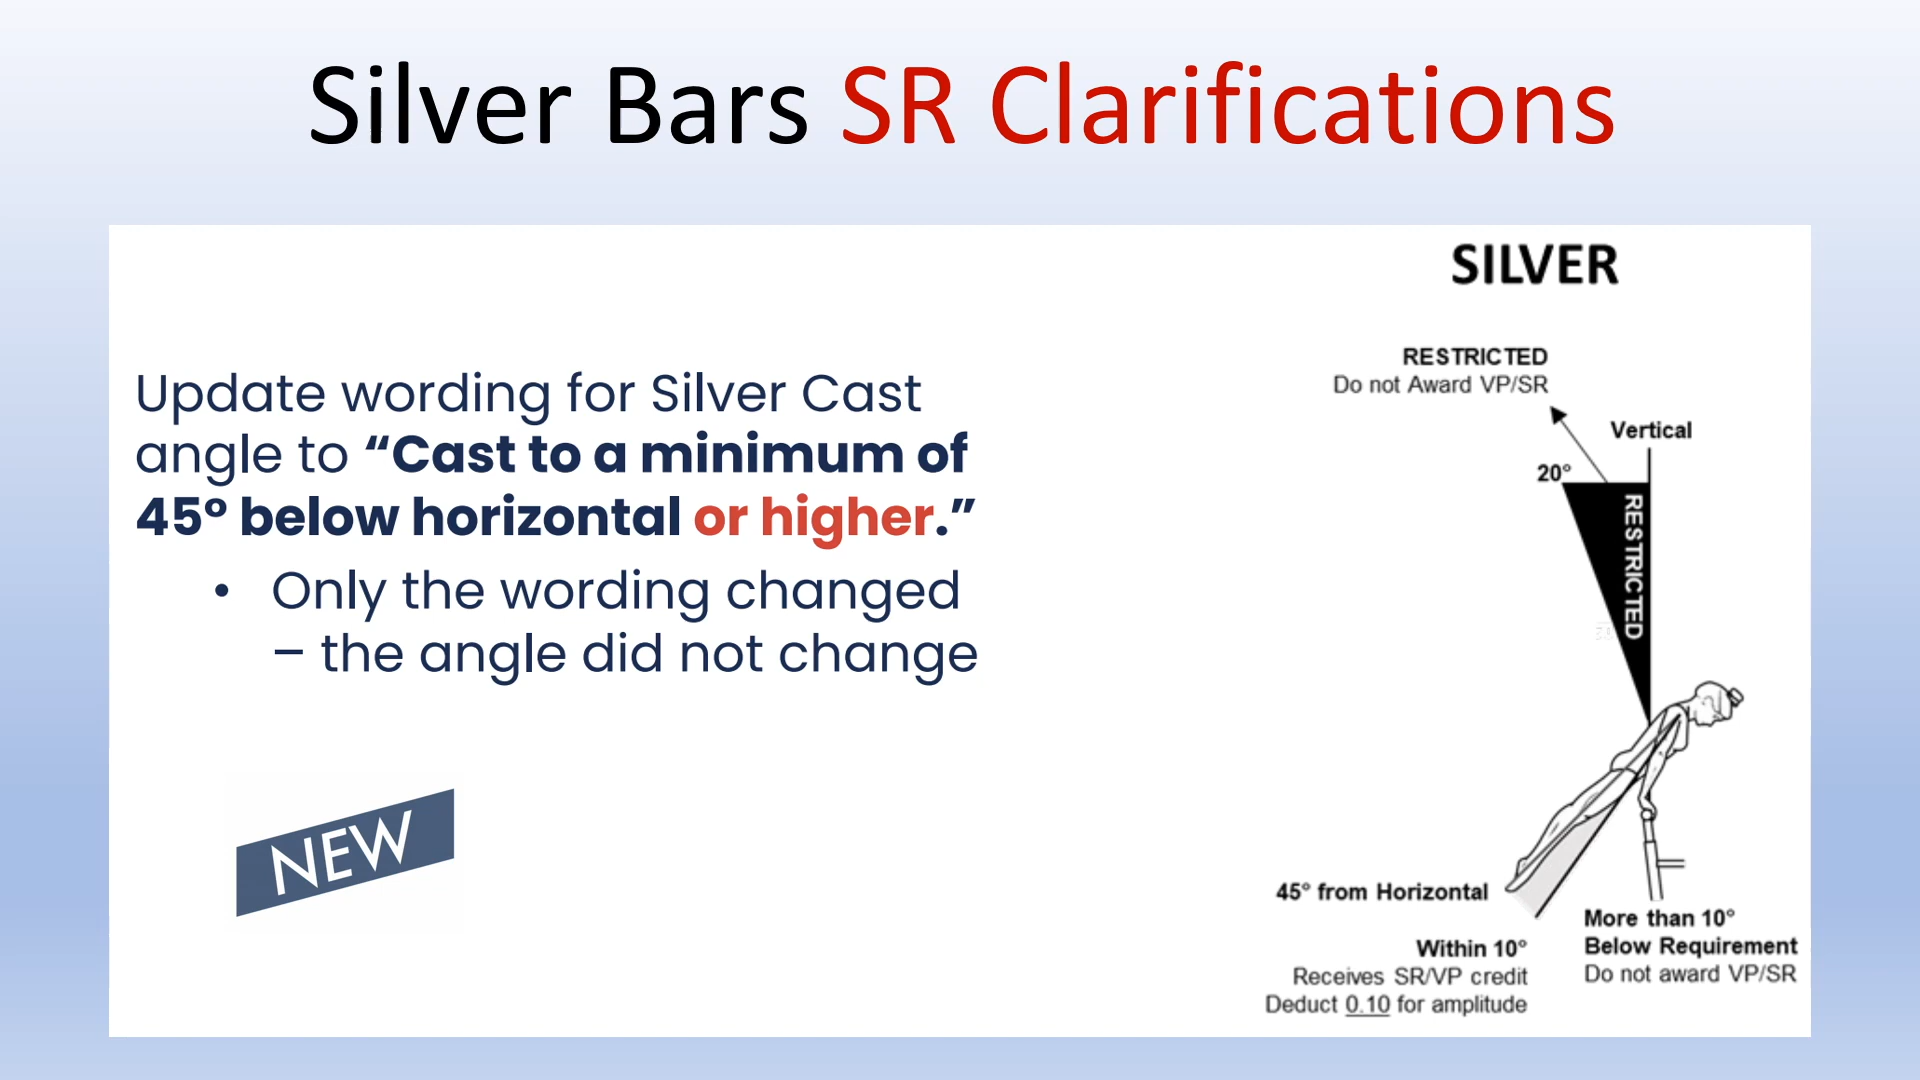 Silver Bars SR Clarifications
Update wording for Silver Cast
angle to “Cast to a minimum of
45° below horizontal or higher.”
• Only the wording changed
– the angle did not change
NEW
SILVER
RESTRICTED
Do not Award VP/SR
Vertical
20°
RESTRICTED
45° from Horizontal
Within 10°
Receives SR/VP credit
Deduct 0.10 for amplitude
More than 10°
Below Requirement
Do not award VP/SR